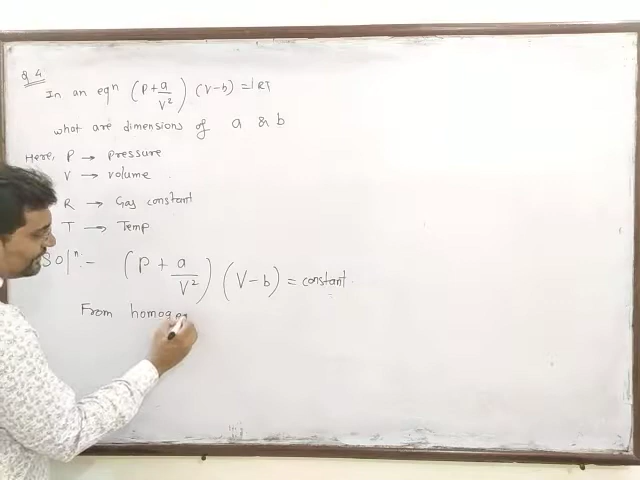 Q.4
In an eqn (P + a/V²) (V-b) = RT
what are dimensions of a & b
Here, P → pressure
V → volume
R → Gas constant
T → Temp
Solⁿ:- (P + a/V²) (V-b) = constant
From homoge